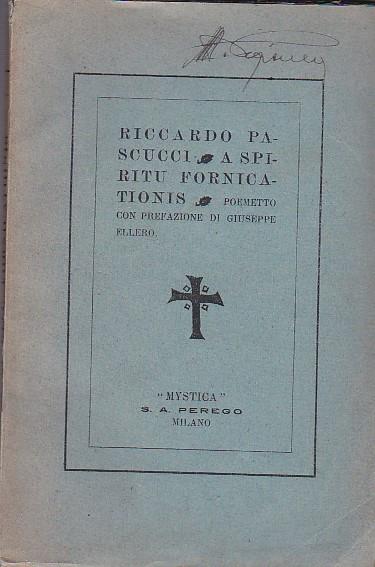 RICCARDO PA-
SCUCCI A SPI-
RITU FORNICA-
TIONIS POEMETTO
CON PREFAZIONE DI GIUSEPPE
ELLERO.
"MYSTICA"
S. A. PEREGO
MILANO